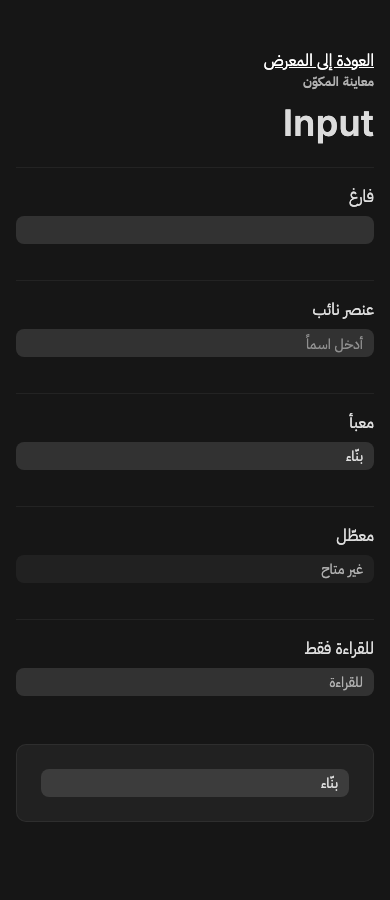 العودة إلى المعرض
معاينة المكوّن
Input
فارغ
عنصر نائب
أدخل اسماً
معبأ
بنّاء
معطّل
غير متاح
للقراءة فقط
للقراءة
بنّاء